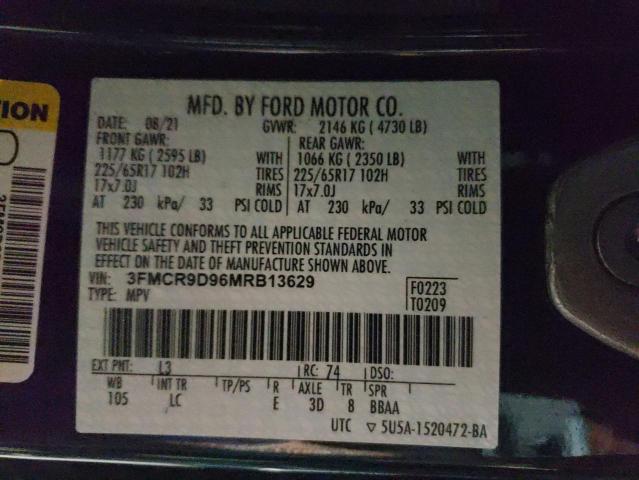 MFD. BY FORD MOTOR CO.
DATE: 08/21 GVWR: 2146 KG ( 4730 LB)
FRONT GAWR: REAR GAWR:
1177 KG ( 2595 LB) WITH 1066 KG ( 2350 LB) WITH
225/65R17 102H TIRES 225/65R17 102H TIRES
17x7.0J RIMS 17x7.0J RIMS
AT 230 kPa/ 33 PSI COLD AT 230 kPa/ 33 PSI COLD
THIS VEHICLE CONFORMS TO ALL APPLICABLE FEDERAL MOTOR
VEHICLE SAFETY AND THEFT PREVENTION STANDARDS IN
EFFECT ON THE DATE OF MANUFACTURE SHOWN ABOVE.
VIN: 3FMCR9D96MRB13629 F0223
TYPE: MPV T0209
EXT PNT: L3 RC: 74 DSO:
WB INT TR TP/PS R AXLE TR SPR
105 LC E 3D 8 BBAA
UTC ▽ 5U5A-1520472-BA